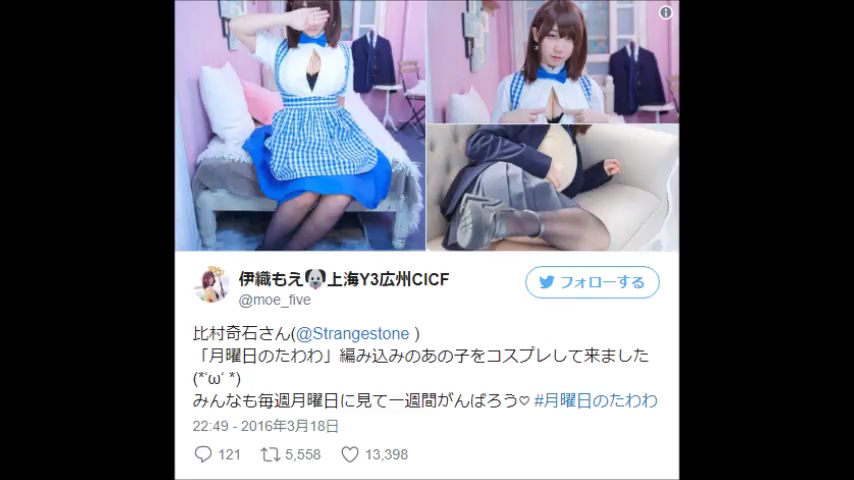 伊織もえ🐶上海Y3広州CICF
@moe_five
フォローする
比村奇石さん(@Strangestone )
「月曜日のたわわ」編み込みのあの子をコスプレして来ました
(*‘ω‘ *)
みんなも毎週月曜日に見て一週間がんばろう♡ #月曜日のたわわ
22:49 - 2016年3月18日
121 5,558 13,398